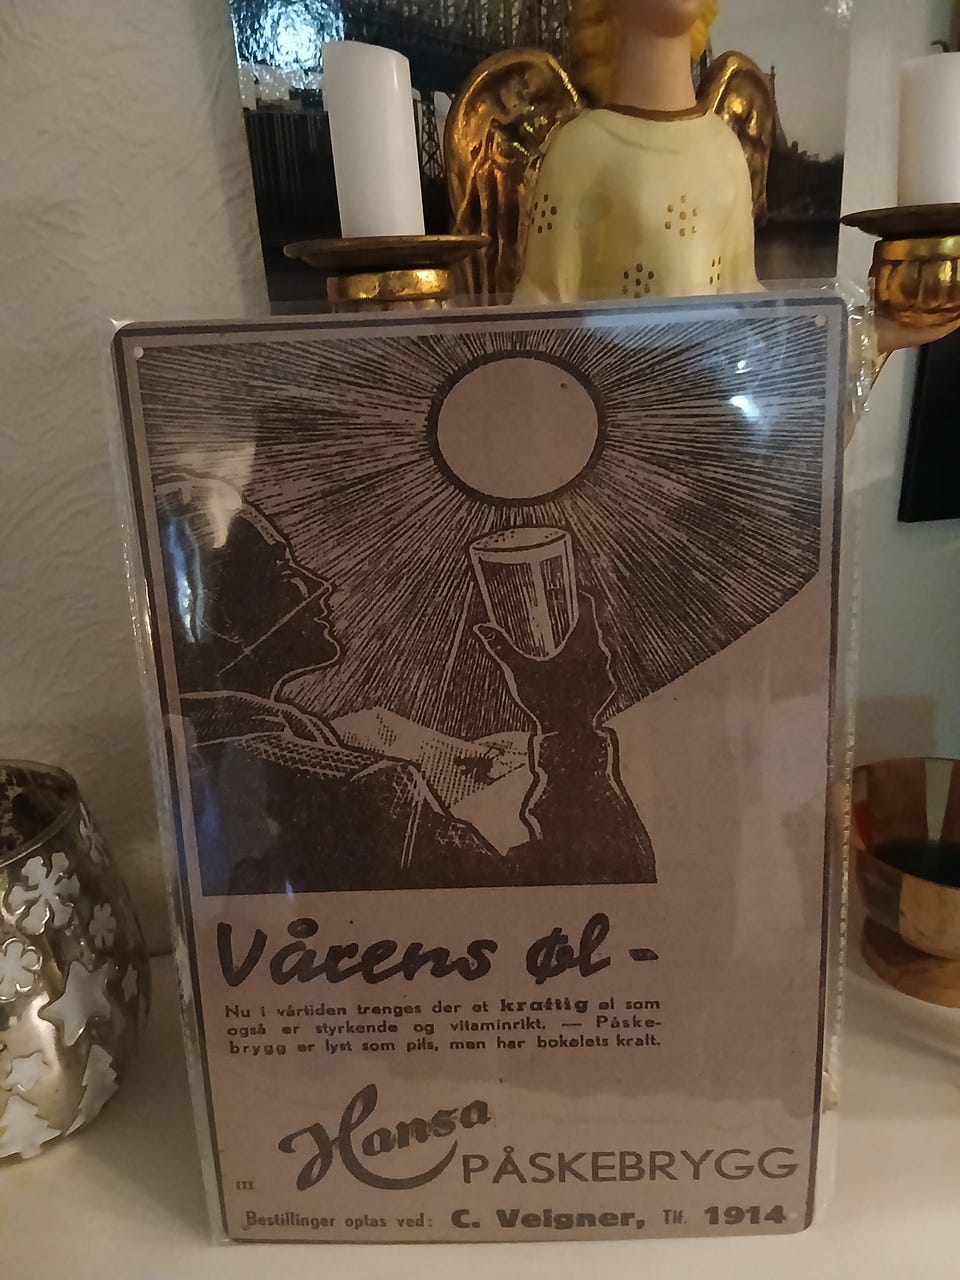 Vårens øl -
Nu i vårtiden trenges der et kraftig øl som
også er styrkende og vitaminrikt. — Påske-
brygg er lyst som pils, men har bokølets kraft.
Hansa
PÅSKEBRYGG
III
Bestillinger optas ved: C. Veigner, Tlf. 1914